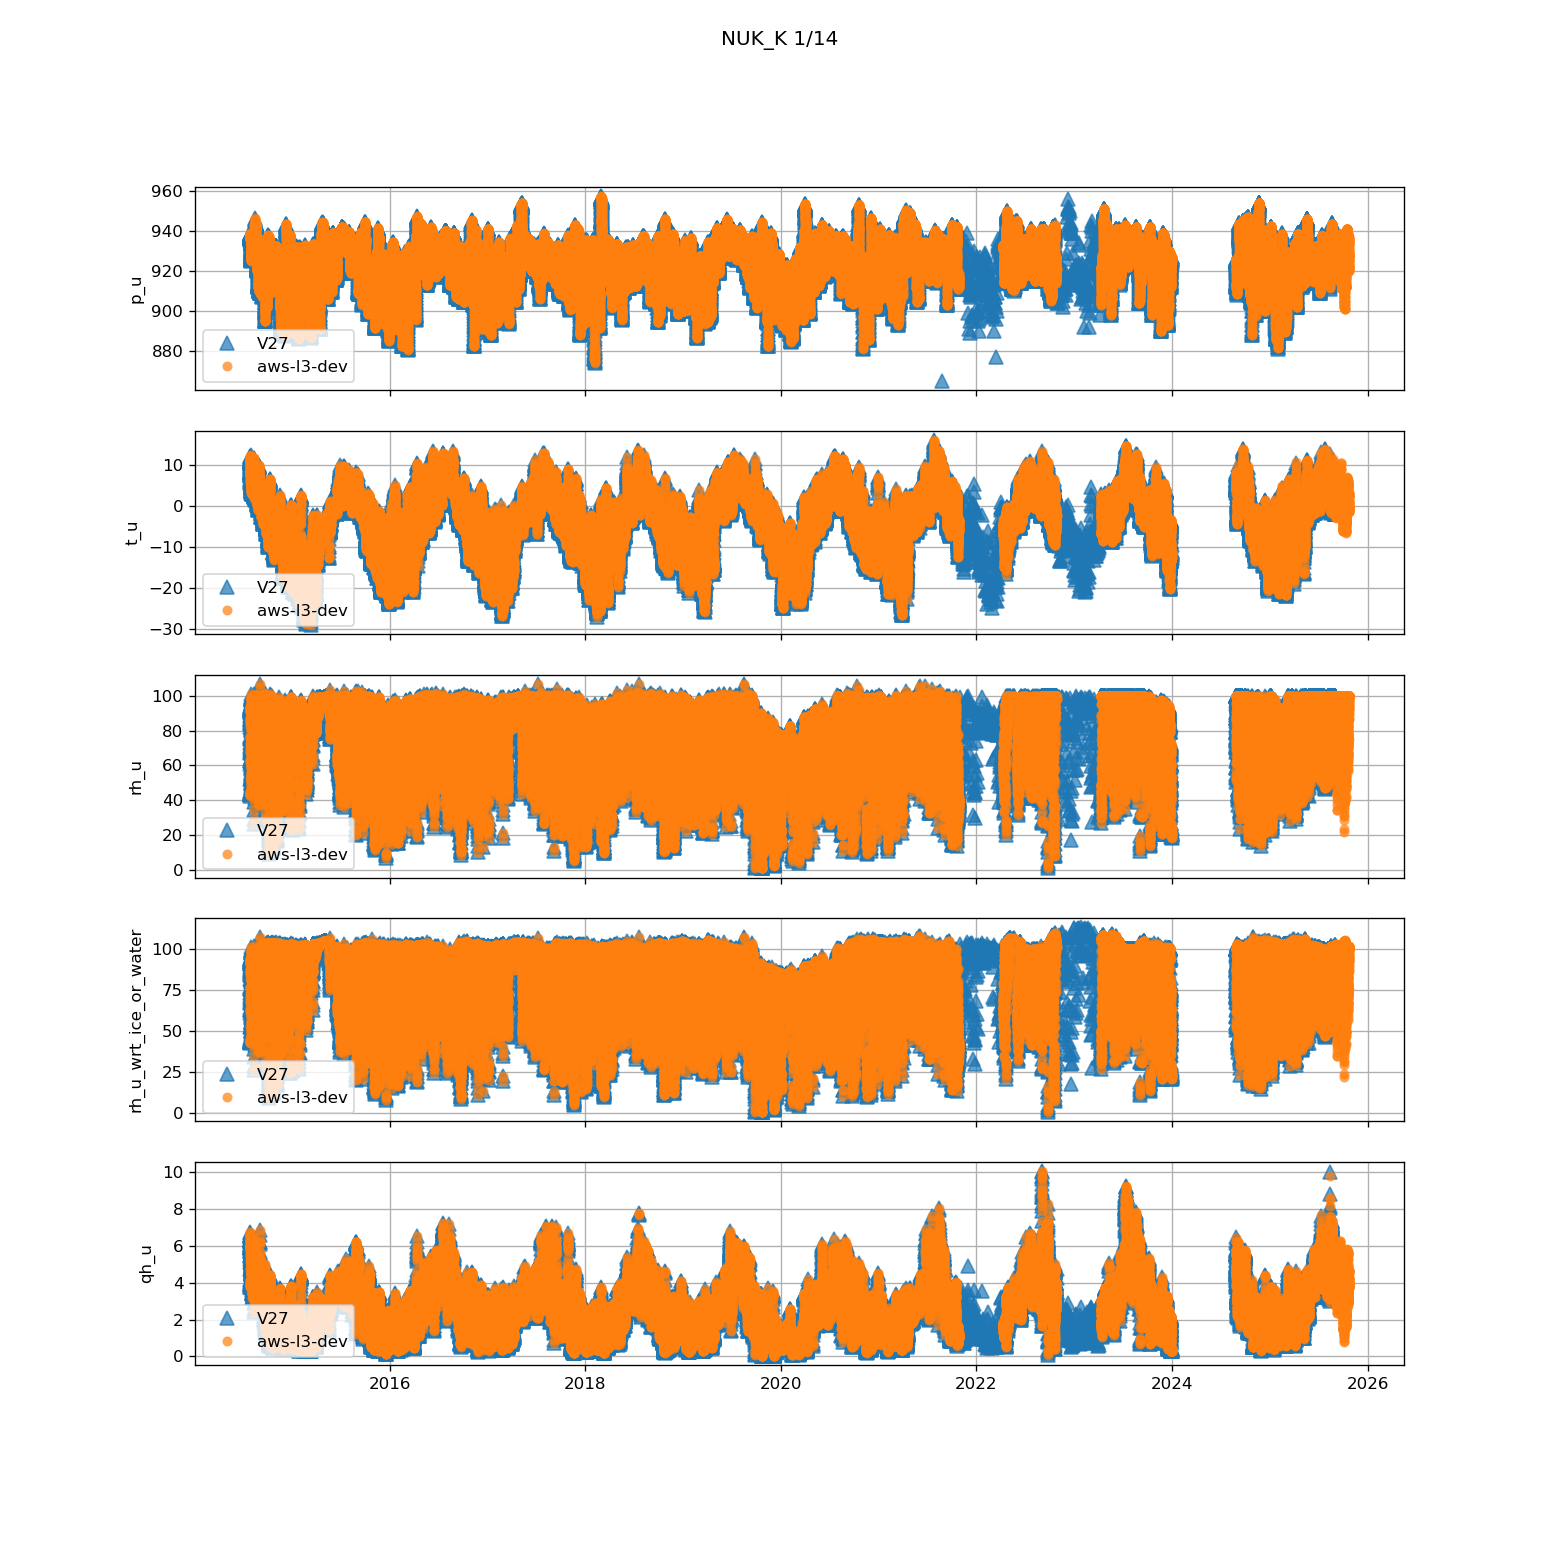 NUK_K 1/14
960
940
920
900
880
p_u
V27
aws-l3-dev
10
0
−10
−20
−30
t_u
V27
aws-l3-dev
100
80
60
40
20
0
rh_u
V27
aws-l3-dev
100
75
50
25
0
rh_u_wrt_ice_or_water
V27
aws-l3-dev
10
8
6
4
2
0
qh_u
V27
aws-l3-dev
2016 2018 2020 2022 2024 2026